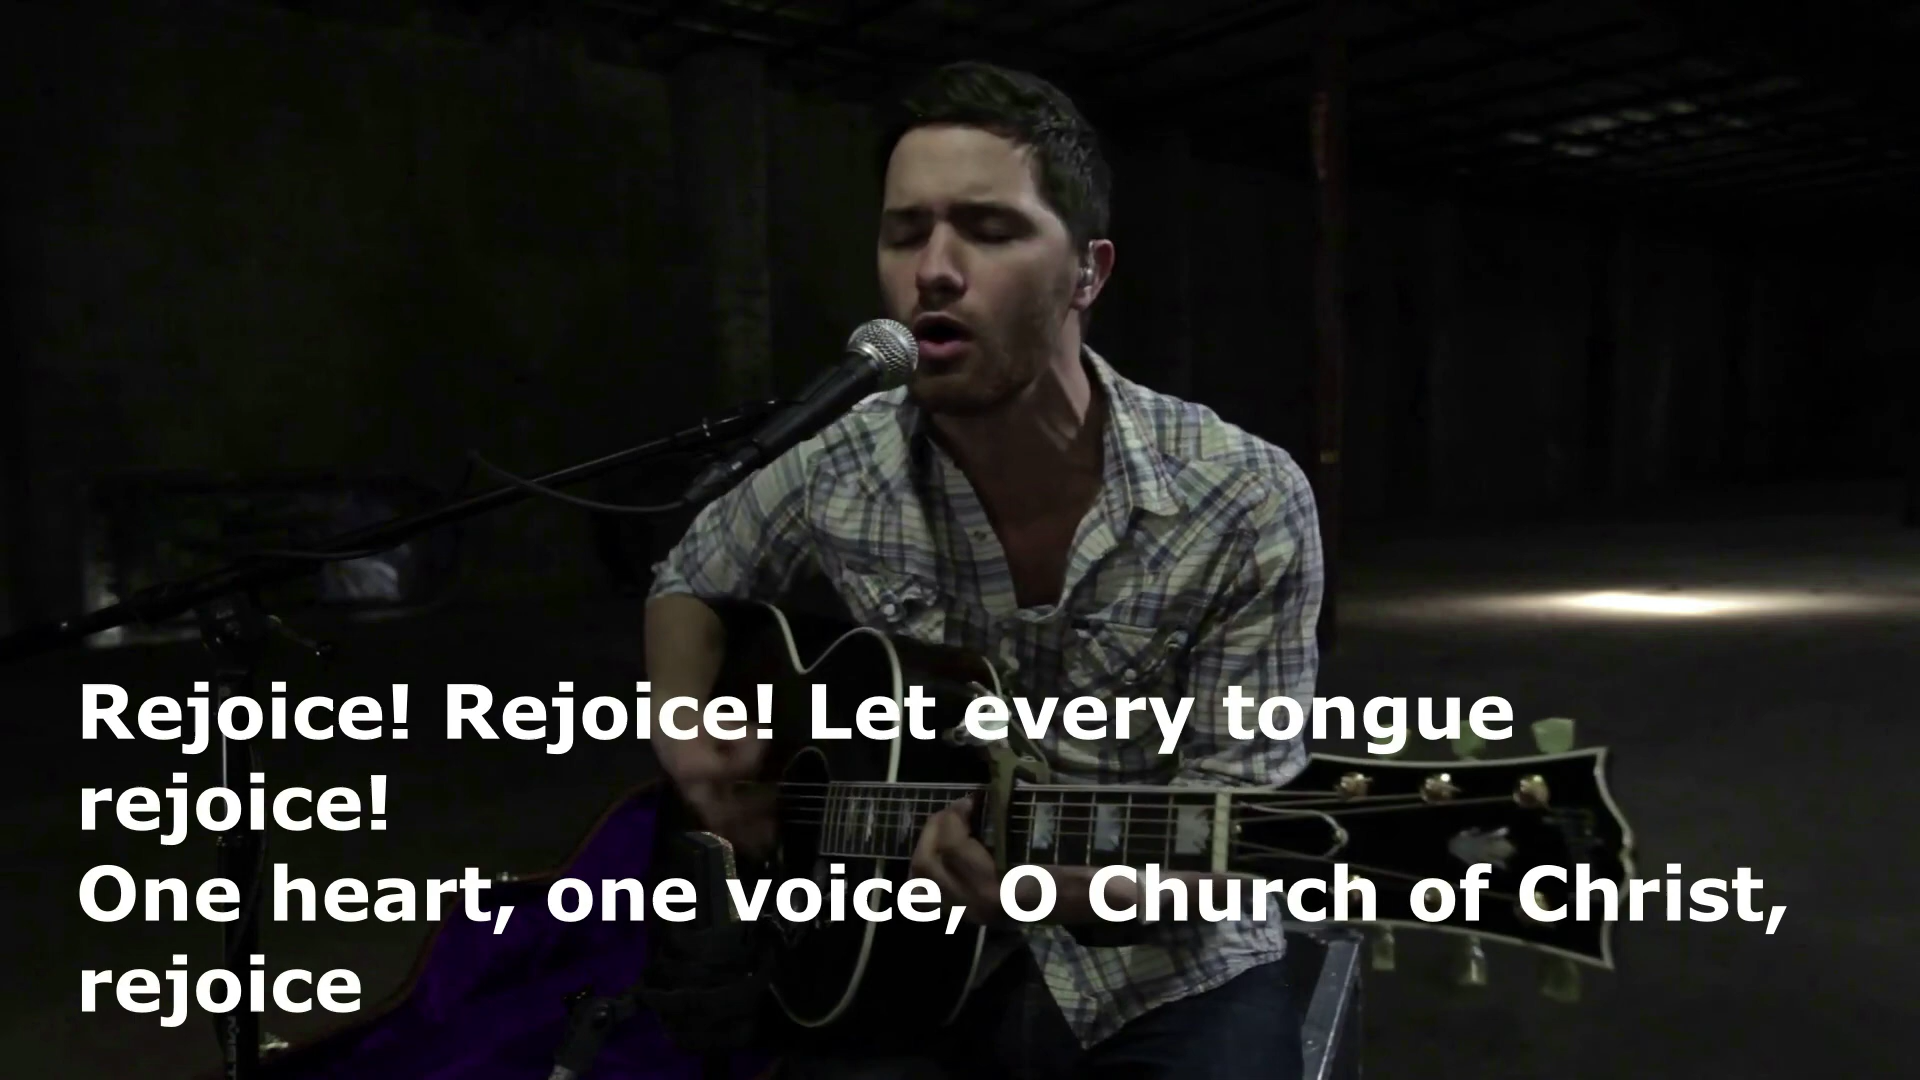 Rejoice! Rejoice! Let every tongue
rejoice!
One heart, one voice, O Church of Christ,
rejoice